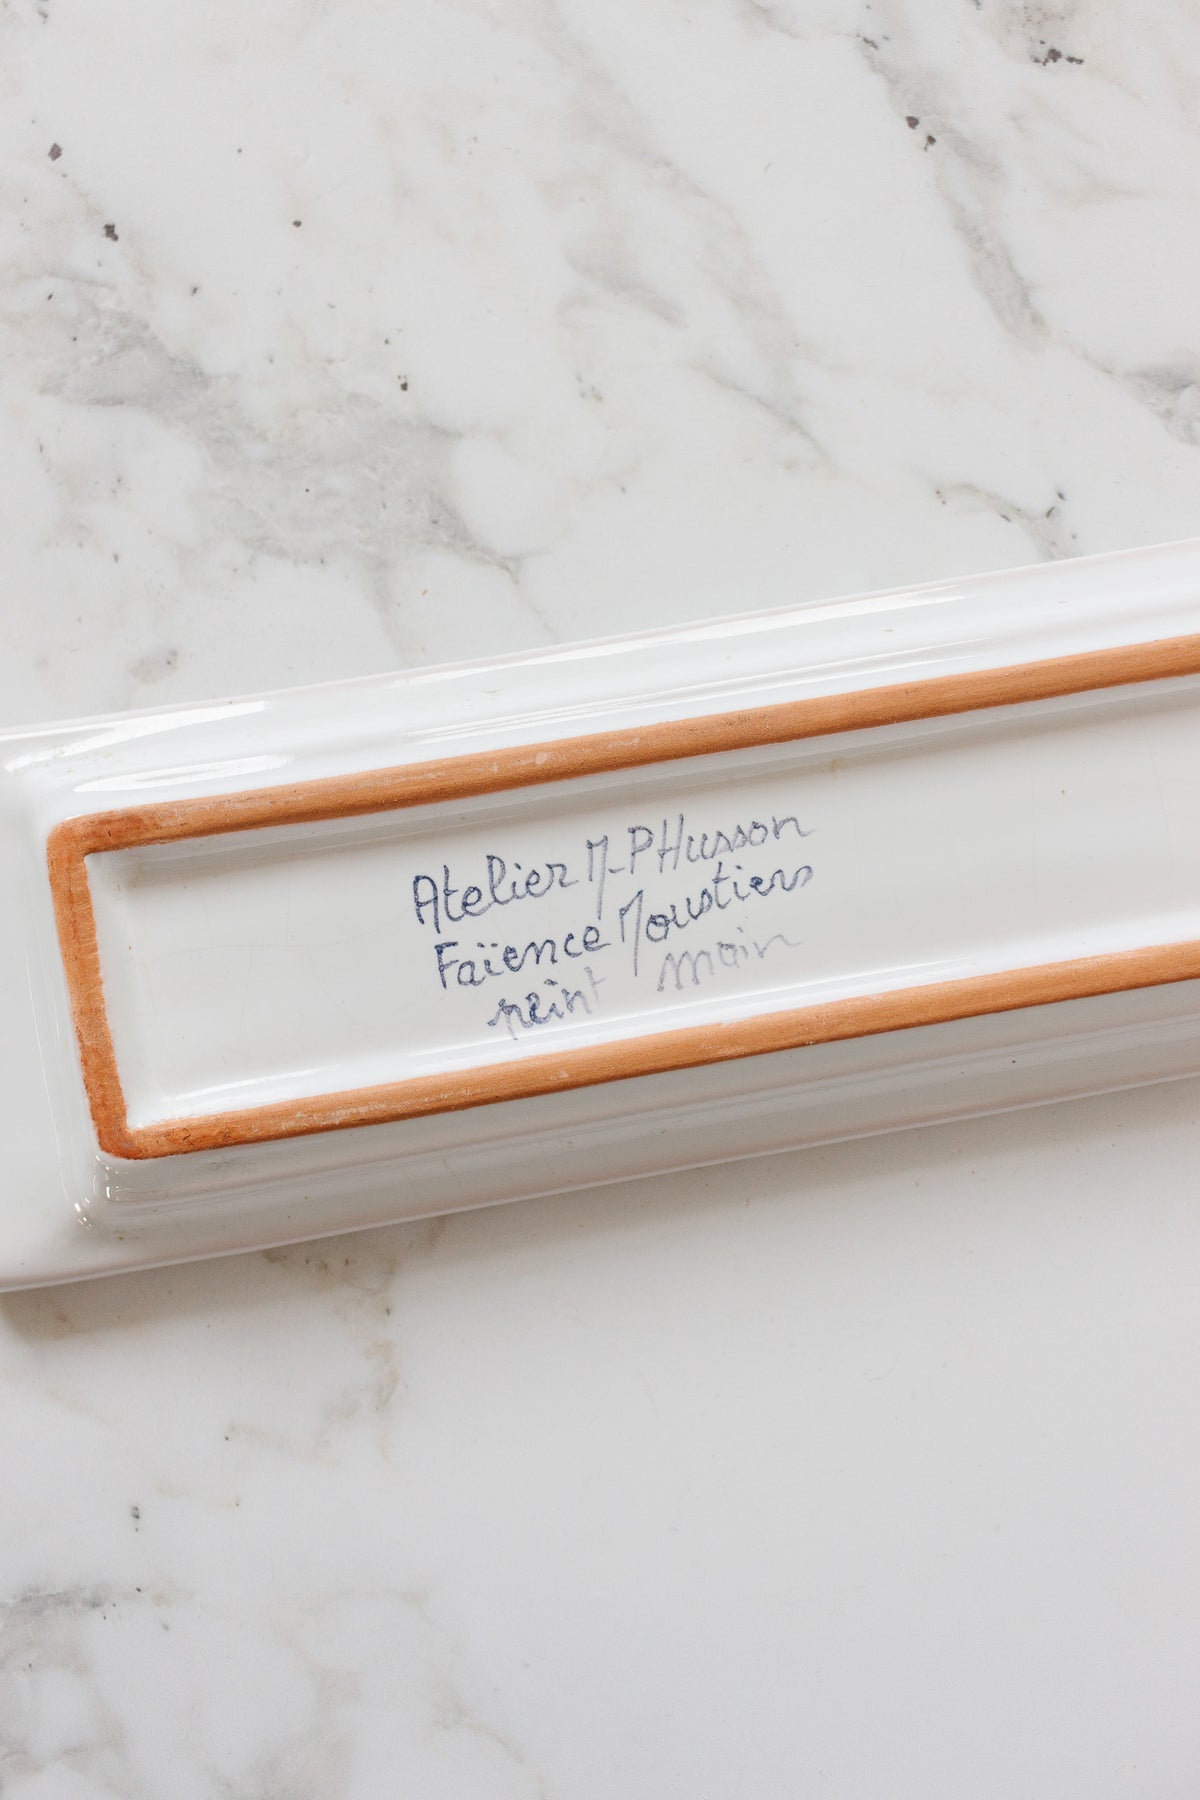 Atelier M-P Husson
Faïence Moustiers
peint main